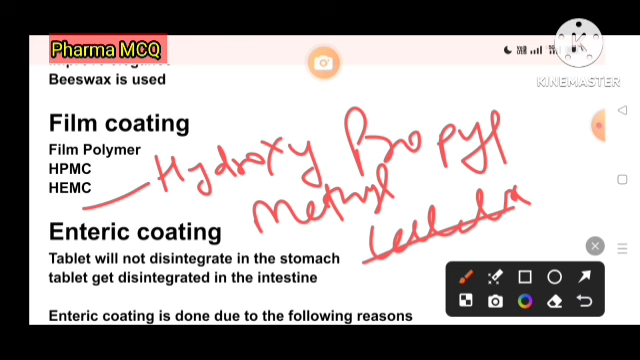 Pharma MCQ
KINEMASTER
Beeswax is used
Film coating
Film Polymer
HPMC
HEMC
Hydroxy Propyl
Methyl
Enteric coating
Tablet will not disintegrate in the stomach
tablet get disintegrated in the intestine
Enteric coating is done due to the following reasons